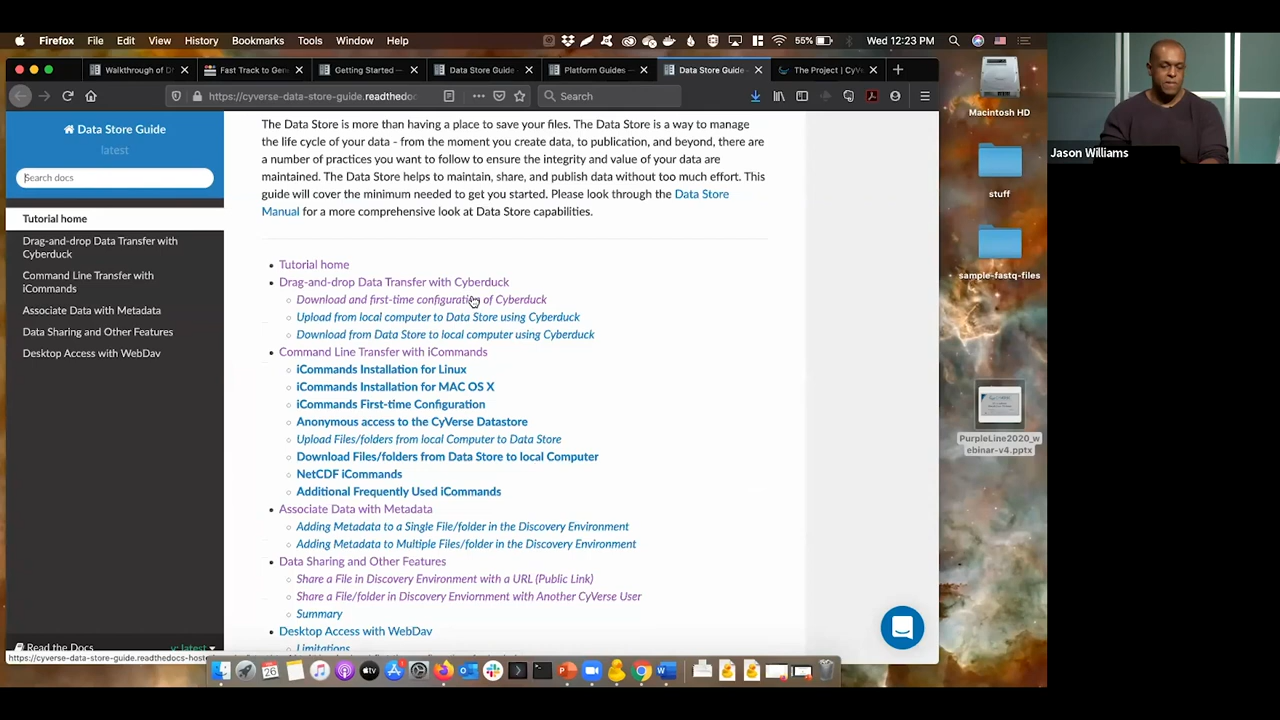 Firefox File Edit View History Bookmarks Tools Window Help 55% Wed 12:23 PM
Walkthrough of D
Fast Track to Gene
Getting Started —
Data Store Guide
Platform Guides —
Data Store Guide
The Project | CyVe
https://cyverse-data-store-guide.readthedoc
Search
Data Store Guide
latest
Search docs
Tutorial home
Drag-and-drop Data Transfer with
Cyberduck
Command Line Transfer with
iCommands
Associate Data with Metadata
Data Sharing and Other Features
Desktop Access with WebDav
Read the Docs v: latest
https://cyverse-data-store-guide.readthedocs-hoste
The Data Store is more than having a place to save your files. The Data Store is a way to manage
the life cycle of your data - from the moment you create data, to publication, and beyond, there are
a number of practices you want to follow to ensure the integrity and value of your data are
maintained. The Data Store helps to maintain, share, and publish data without too much effort. This
guide will cover the minimum needed to get you started. Please look through the Data Store
Manual for a more comprehensive look at Data Store capabilities.
Tutorial home
Drag-and-drop Data Transfer with Cyberduck
Download and first-time configuration of Cyberduck
Upload from local computer to Data Store using Cyberduck
Download from Data Store to local computer using Cyberduck
Command Line Transfer with iCommands
iCommands Installation for Linux
iCommands Installation for MAC OS X
iCommands First-time Configuration
Anonymous access to the CyVerse Datastore
Upload Files/folders from local Computer to Data Store
Download Files/folders from Data Store to local Computer
NetCDF iCommands
Additional Frequently Used iCommands
Associate Data with Metadata
Adding Metadata to a Single File/folder in the Discovery Environment
Adding Metadata to Multiple Files/folder in the Discovery Environment
Data Sharing and Other Features
Share a File in Discovery Environment with a URL (Public Link)
Share a File/folder in Discovery Enviornment with Another CyVerse User
Summary
Desktop Access with WebDav
Limitations
Macintosh HD
stuff
sample-fastq-files
PurpleLine2020_w
ebinar-v4.pptx
26
Jason Williams